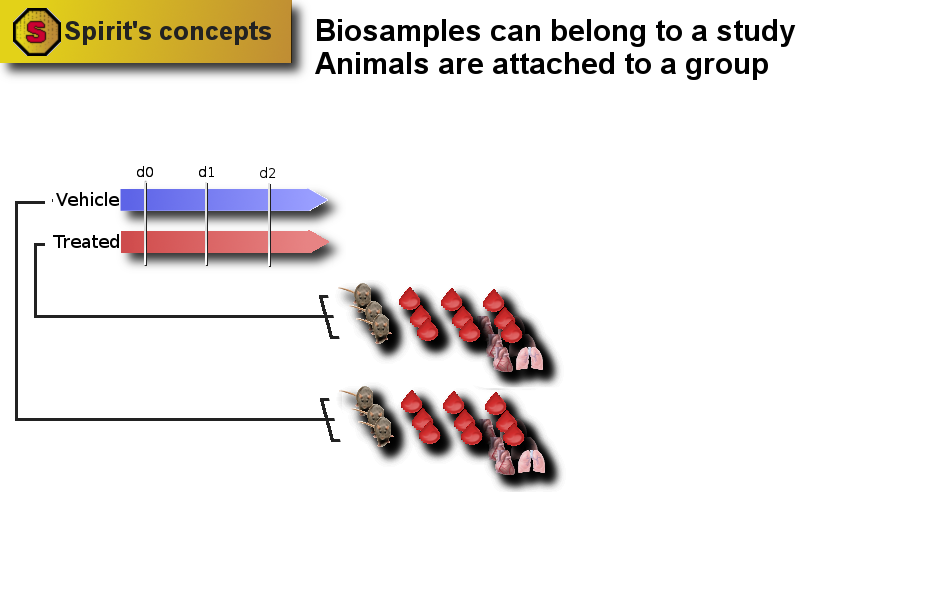 S Spirit's concepts
Biosamples can belong to a study
Animals are attached to a group
d0 d1 d2
Vehicle
Treated